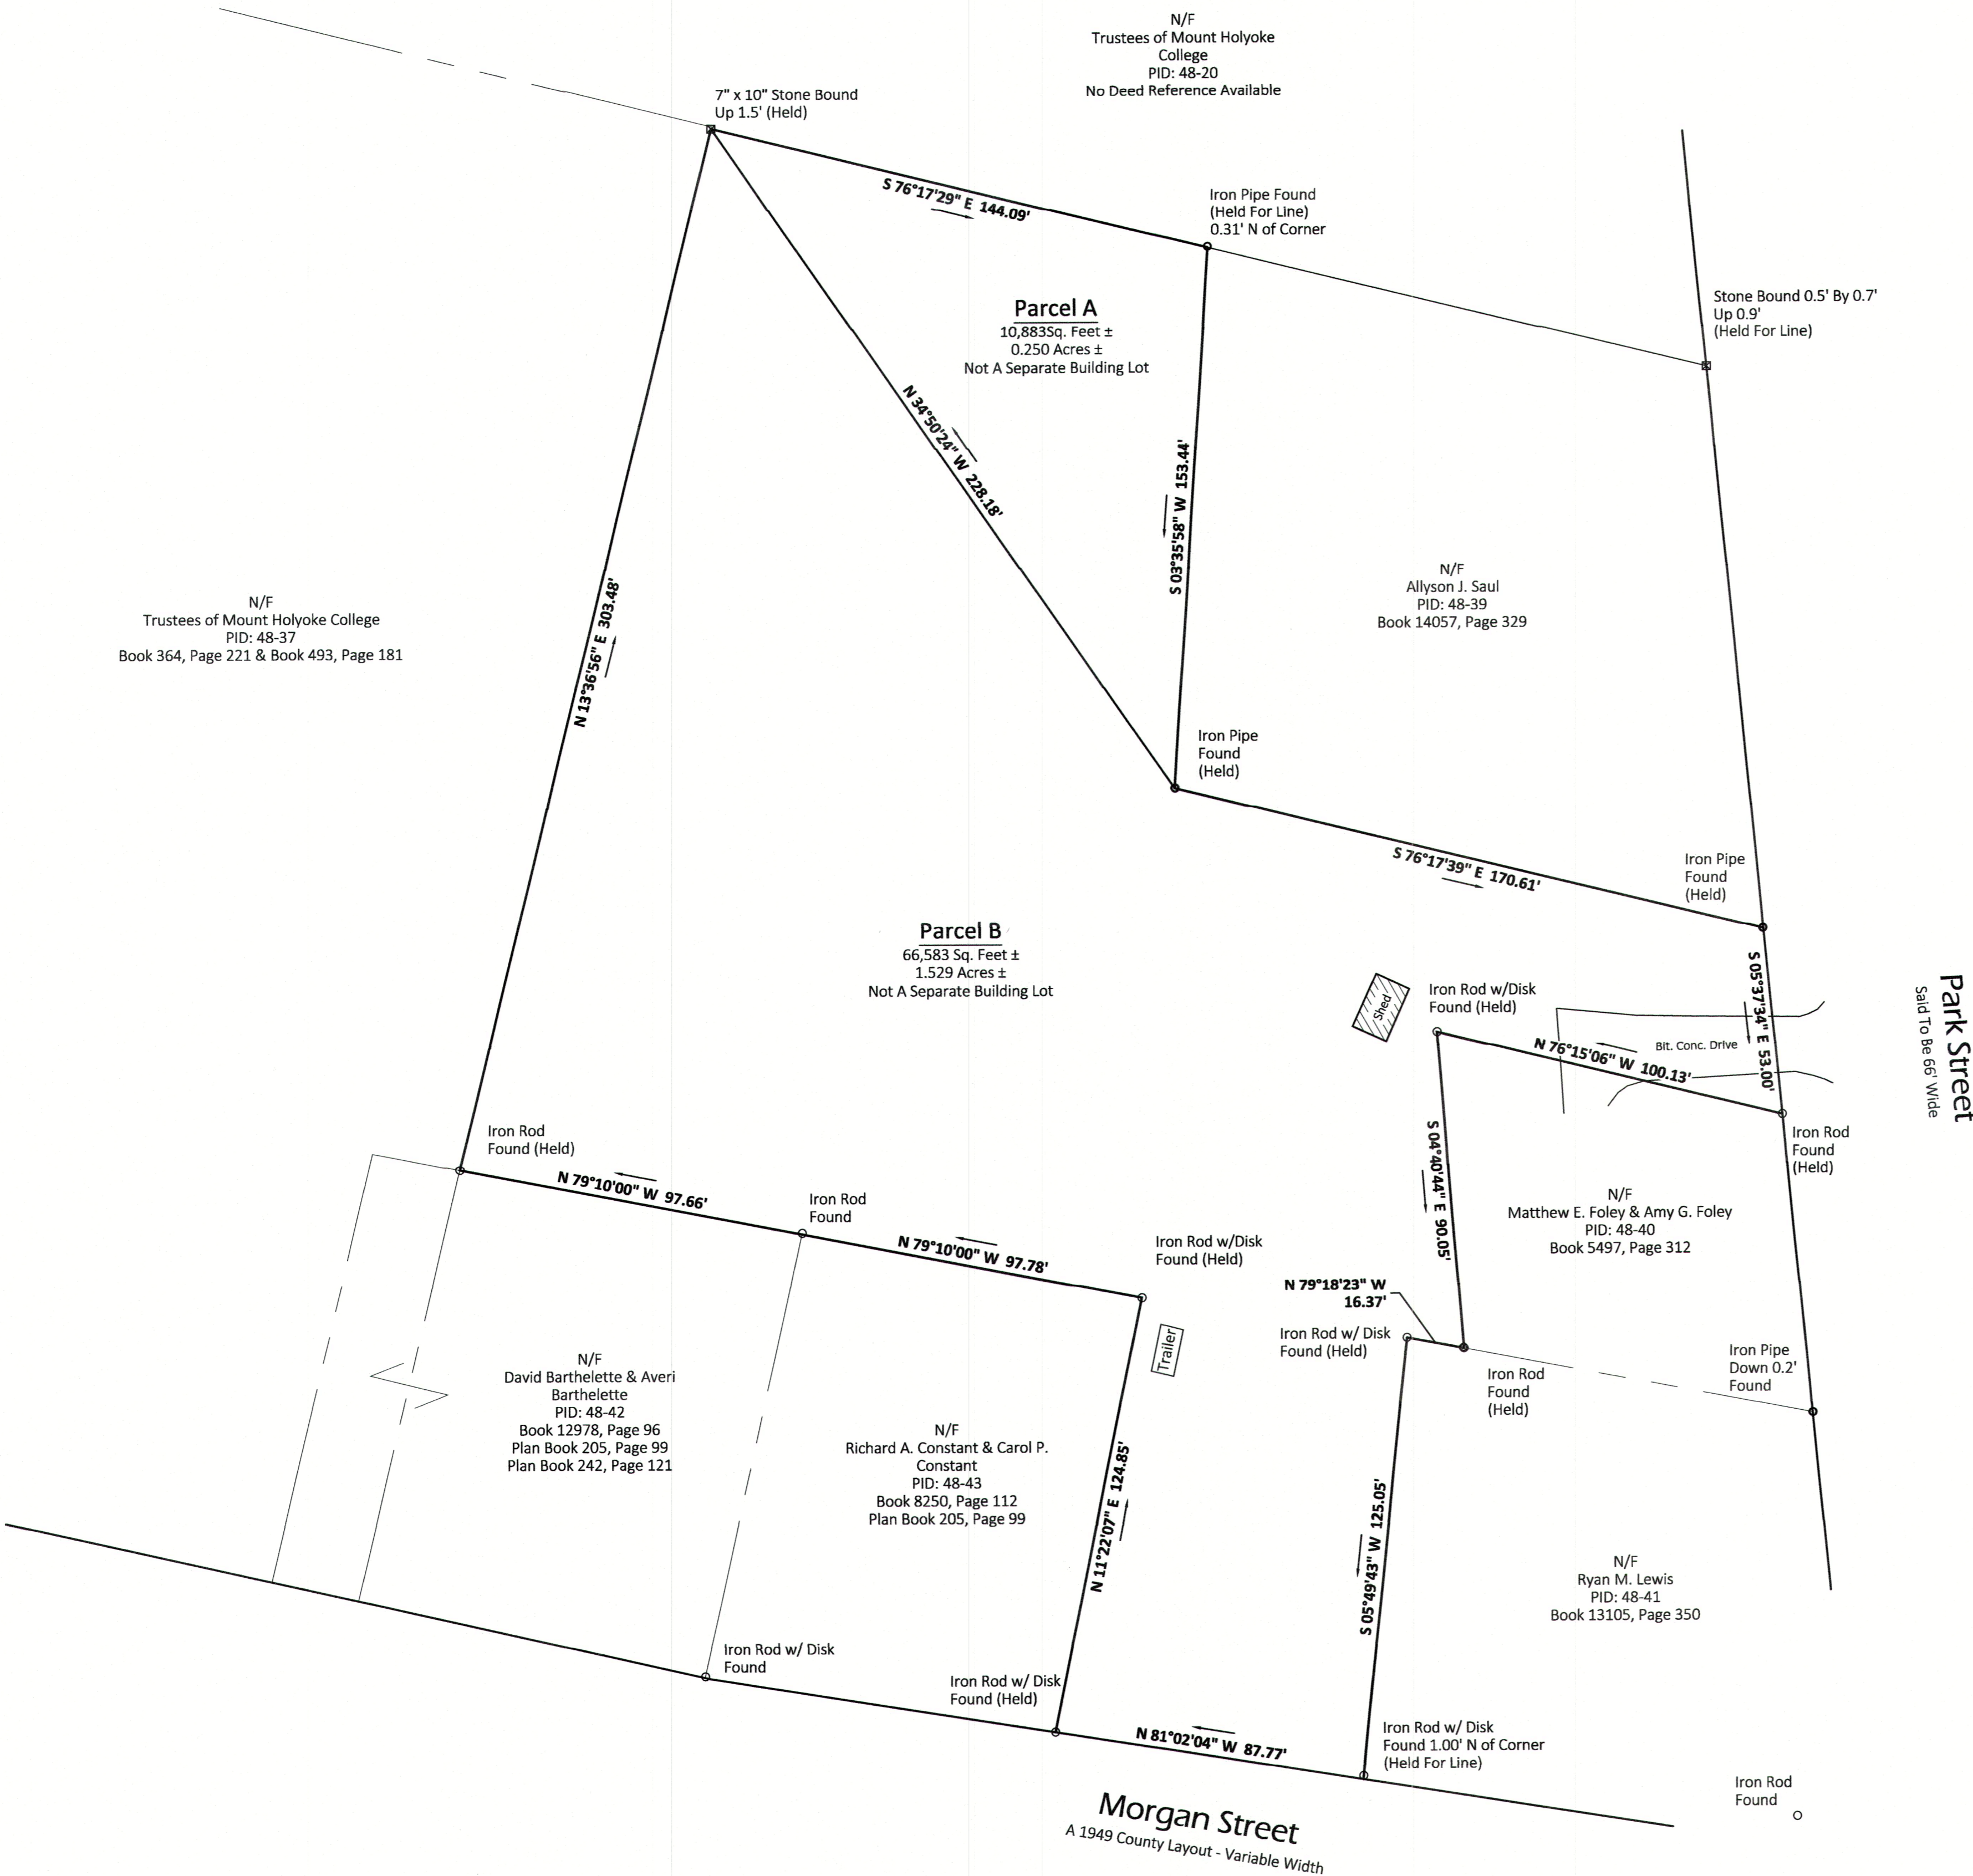 N/F
Trustees of Mount Holyoke
College
PID: 48-20
No Deed Reference Available
7" x 10" Stone Bound
Up 1.5' (Held)
S 76°17'29" E 144.09'
Iron Pipe Found
(Held For Line)
0.31' N of Corner
Stone Bound 0.5' By 0.7'
Up 0.9'
(Held For Line)
Parcel A
10,883Sq. Feet ±
0.250 Acres ±
Not A Separate Building Lot
N 34°50'24" W 228.18'
S 03°35'58" W 153.44'
N/F
Allyson J. Saul
PID: 48-39
Book 14057, Page 329
N/F
Trustees of Mount Holyoke College
PID: 48-37
Book 364, Page 221 & Book 493, Page 181
N 13°36'56" E 303.48'
Iron Pipe
Found
(Held)
S 76°17'39" E 170.61'
Iron Pipe
Found
(Held)
Parcel B
66,583 Sq. Feet ±
1.529 Acres ±
Not A Separate Building Lot
Shed
Iron Rod w/Disk
Found (Held)
S 05°37'34" E 53.00'
Park Street
Said To Be 66' Wide
N 76°15'06" W 100.13'
Bit. Conc. Drive
Iron Rod
Found
(Held)
Iron Rod
Found (Held)
N 79°10'00" W 97.66'
Iron Rod
Found
N 79°10'00" W 97.78'
Iron Rod w/Disk
Found (Held)
S 04°40'44" E 90.05'
N/F
Matthew E. Foley & Amy G. Foley
PID: 48-40
Book 5497, Page 312
N 79°18'23" W
16.37'
Iron Rod w/ Disk
Found (Held)
Trailer
Iron Rod
Found
(Held)
Iron Pipe
Down 0.2'
Found
N/F
David Barthelette & Averi
Barthelette
PID: 48-42
Book 12978, Page 96
Plan Book 205, Page 99
Plan Book 242, Page 121
N/F
Richard A. Constant & Carol P.
Constant
PID: 48-43
Book 8250, Page 112
Plan Book 205, Page 99
N 11°22'07" E 124.85'
S 05°49'43" W 125.05'
N/F
Ryan M. Lewis
PID: 48-41
Book 13105, Page 350
Iron Rod w/ Disk
Found
Iron Rod w/ Disk
Found (Held)
N 81°02'04" W 87.77'
Iron Rod w/ Disk
Found 1.00' N of Corner
(Held For Line)
Iron Rod
Found
Morgan Street
A 1949 County Layout - Variable Width